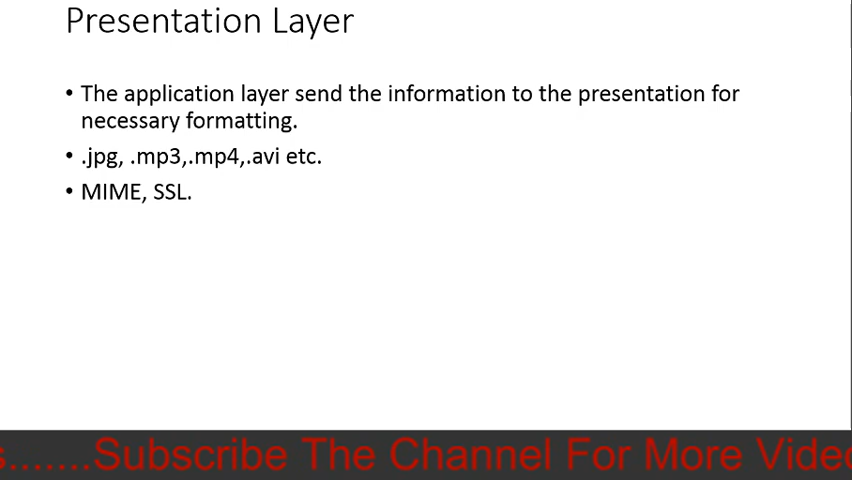 Presentation Layer
• The application layer send the information to the presentation for
necessary formatting.
• .jpg, .mp3,.mp4,.avi etc.
• MIME, SSL.
s.......Subscribe The Channel For More Video